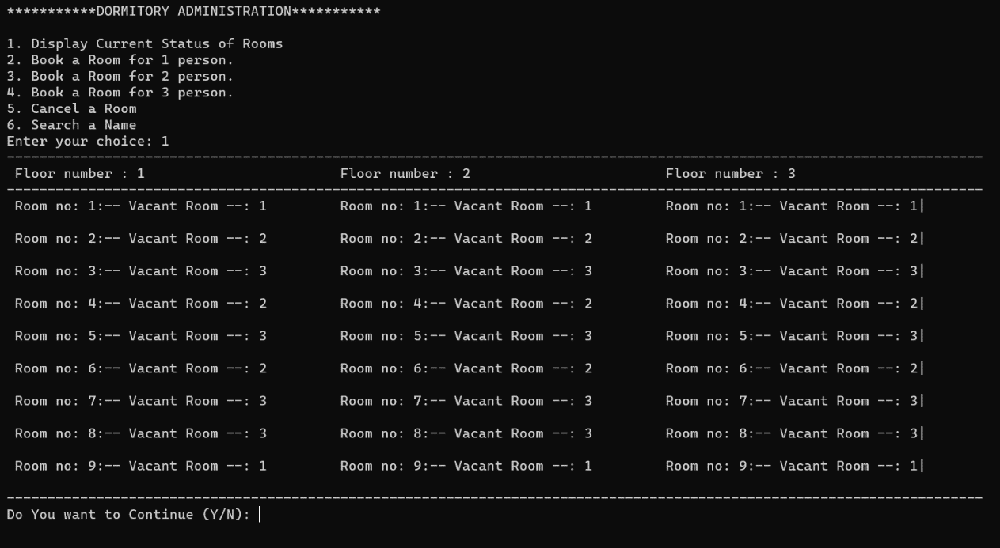 ***********DORMITORY ADMINISTRATION***********
1. Display Current Status of Rooms
2. Book a Room for 1 person.
3. Book a Room for 2 person.
4. Book a Room for 3 person.
5. Cancel a Room
6. Search a Name
Enter your choice: 1
------------------------------------------------------------------------------------------------------------------------
Floor number : 1 Floor number : 2 Floor number : 3
------------------------------------------------------------------------------------------------------------------------
Room no: 1:-- Vacant Room --: 1 Room no: 1:-- Vacant Room --: 1 Room no: 1:-- Vacant Room --: 1|
Room no: 2:-- Vacant Room --: 2 Room no: 2:-- Vacant Room --: 2 Room no: 2:-- Vacant Room --: 2|
Room no: 3:-- Vacant Room --: 3 Room no: 3:-- Vacant Room --: 3 Room no: 3:-- Vacant Room --: 3|
Room no: 4:-- Vacant Room --: 2 Room no: 4:-- Vacant Room --: 2 Room no: 4:-- Vacant Room --: 2|
Room no: 5:-- Vacant Room --: 3 Room no: 5:-- Vacant Room --: 3 Room no: 5:-- Vacant Room --: 3|
Room no: 6:-- Vacant Room --: 2 Room no: 6:-- Vacant Room --: 2 Room no: 6:-- Vacant Room --: 2|
Room no: 7:-- Vacant Room --: 3 Room no: 7:-- Vacant Room --: 3 Room no: 7:-- Vacant Room --: 3|
Room no: 8:-- Vacant Room --: 3 Room no: 8:-- Vacant Room --: 3 Room no: 8:-- Vacant Room --: 3|
Room no: 9:-- Vacant Room --: 1 Room no: 9:-- Vacant Room --: 1 Room no: 9:-- Vacant Room --: 1|
------------------------------------------------------------------------------------------------------------------------
Do You want to Continue (Y/N):